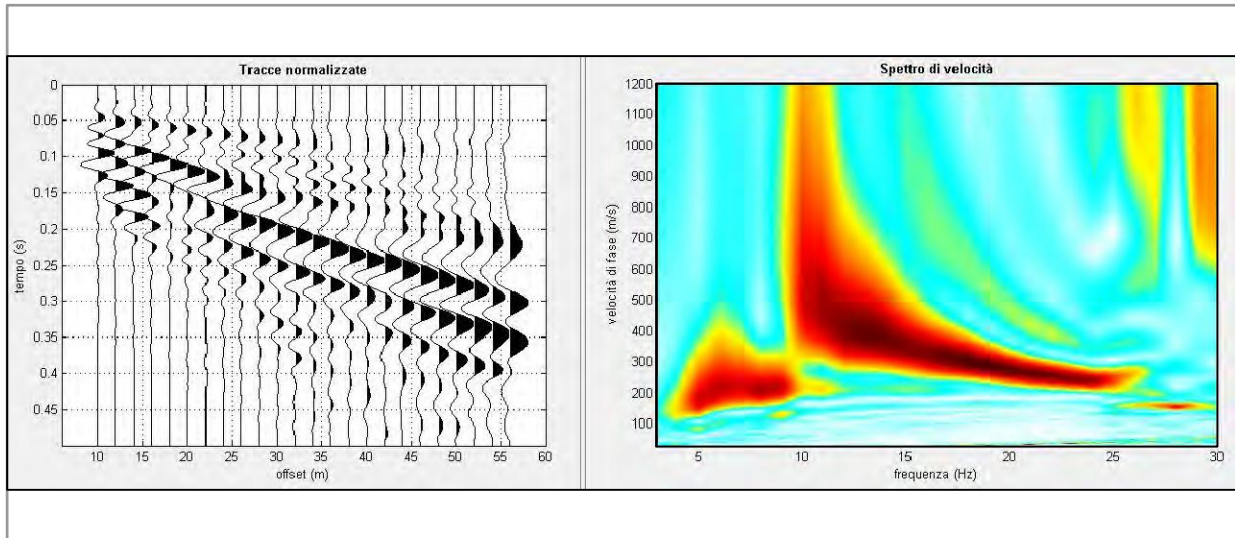 Tracce normalizzate
0
0.05
0.1
0.15
0.2
0.25
0.3
0.35
0.4
0.45
tempo (s)
10 15 20 25 30 35 40 45 50 55 60
offset (m)
Spettro di velocità
1200
1100
1000
900
800
700
600
500
400
300
200
100
velocità di fase (m/s)
5 10 15 20 25 30
frequenza (Hz)